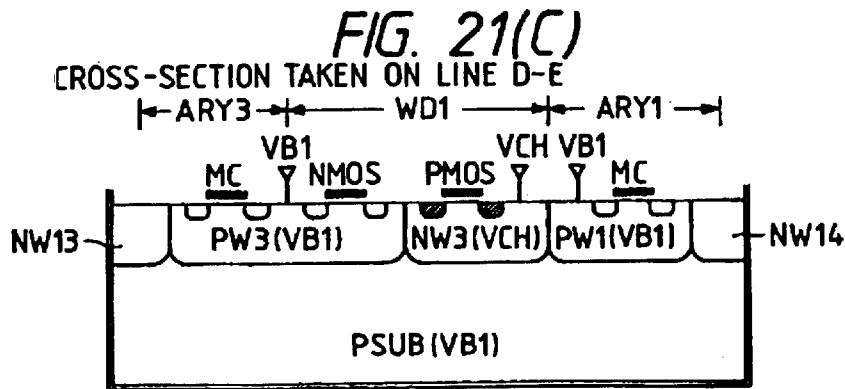 FIG. 21(C)
CROSS-SECTION TAKEN ON LINE D-E
ARY3 WD1 ARY1
VB1 VCH VB1
MC NMOS PMOS MC
NW13 PW3(VB1) NW3(VCH) PW1(VB1) NW14
PSUB(VB1)